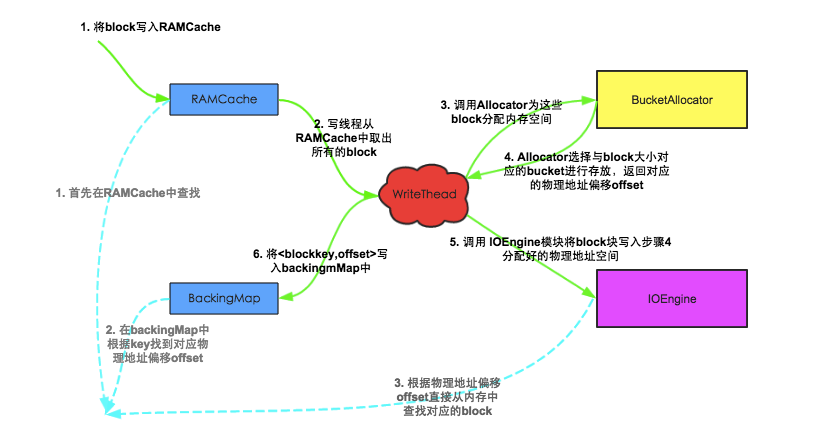 1. 将block写入RAMCache
RAMCache
BucketAllocator
3. 调用Allocator为这些
block分配内存空间
2. 写线程从
RAMCache中取出
所有的block
4. Allocator选择与block大小对
应的bucket进行存放，返回对应
的物理地址偏移offset
1. 首先在RAMCache中查找
WriteThead
5. 调用 IOEngine模块将block块写入步骤4
分配好的物理地址空间
6. 将<blockkey,offset>写
入backingmMap中
BackingMap
IOEngine
2. 在backingMap中
根据key找到对应物
理地址偏移offset
3. 根据物理地址偏移
offset直接从内存中
查找对应的block